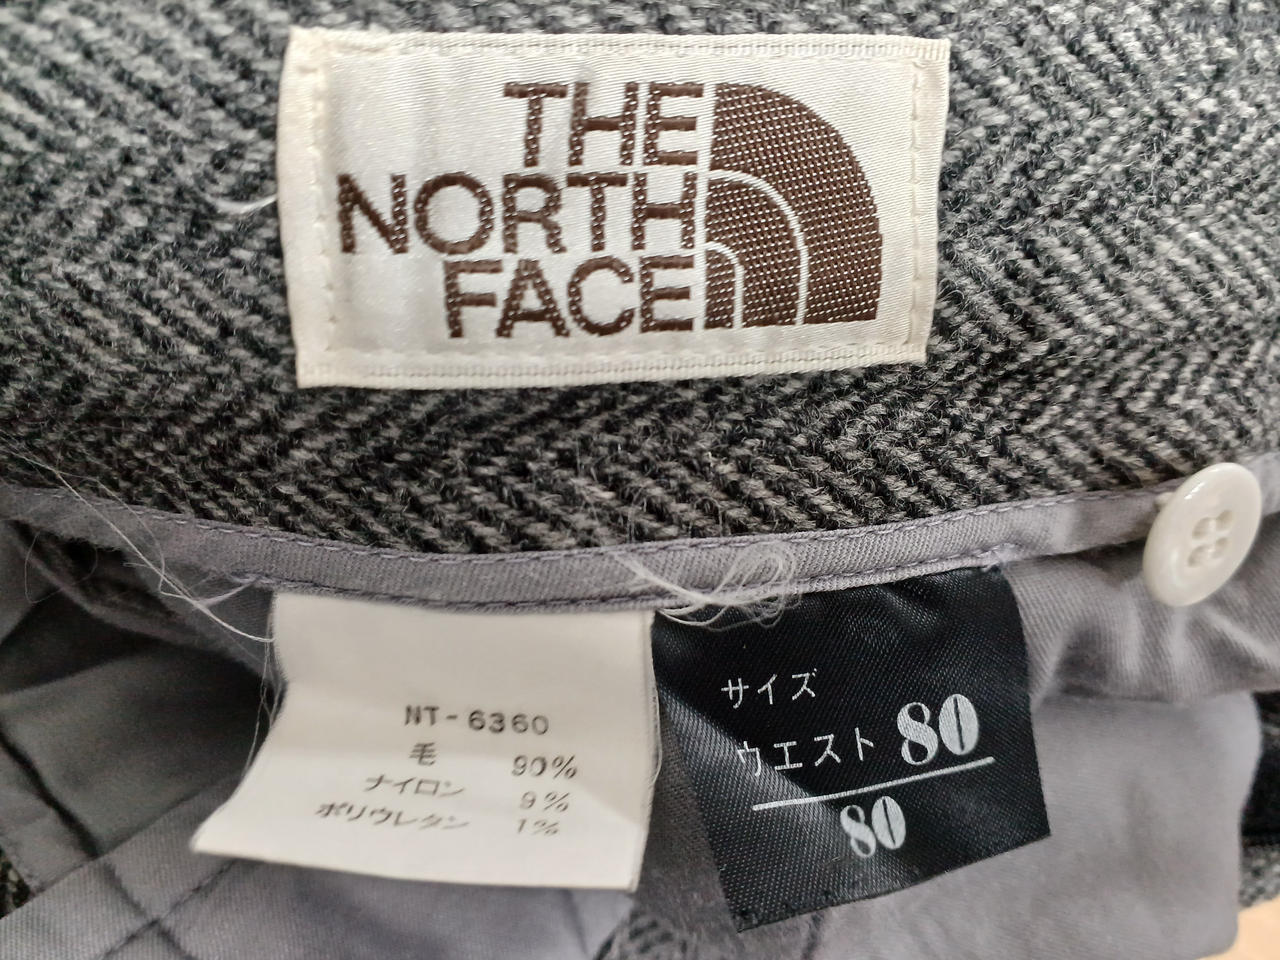 THE
NORTH
FACE
NT-6360
毛 90%
ナイロン 9%
ポリウレタン 1%
サイズ
ウエスト 80
80